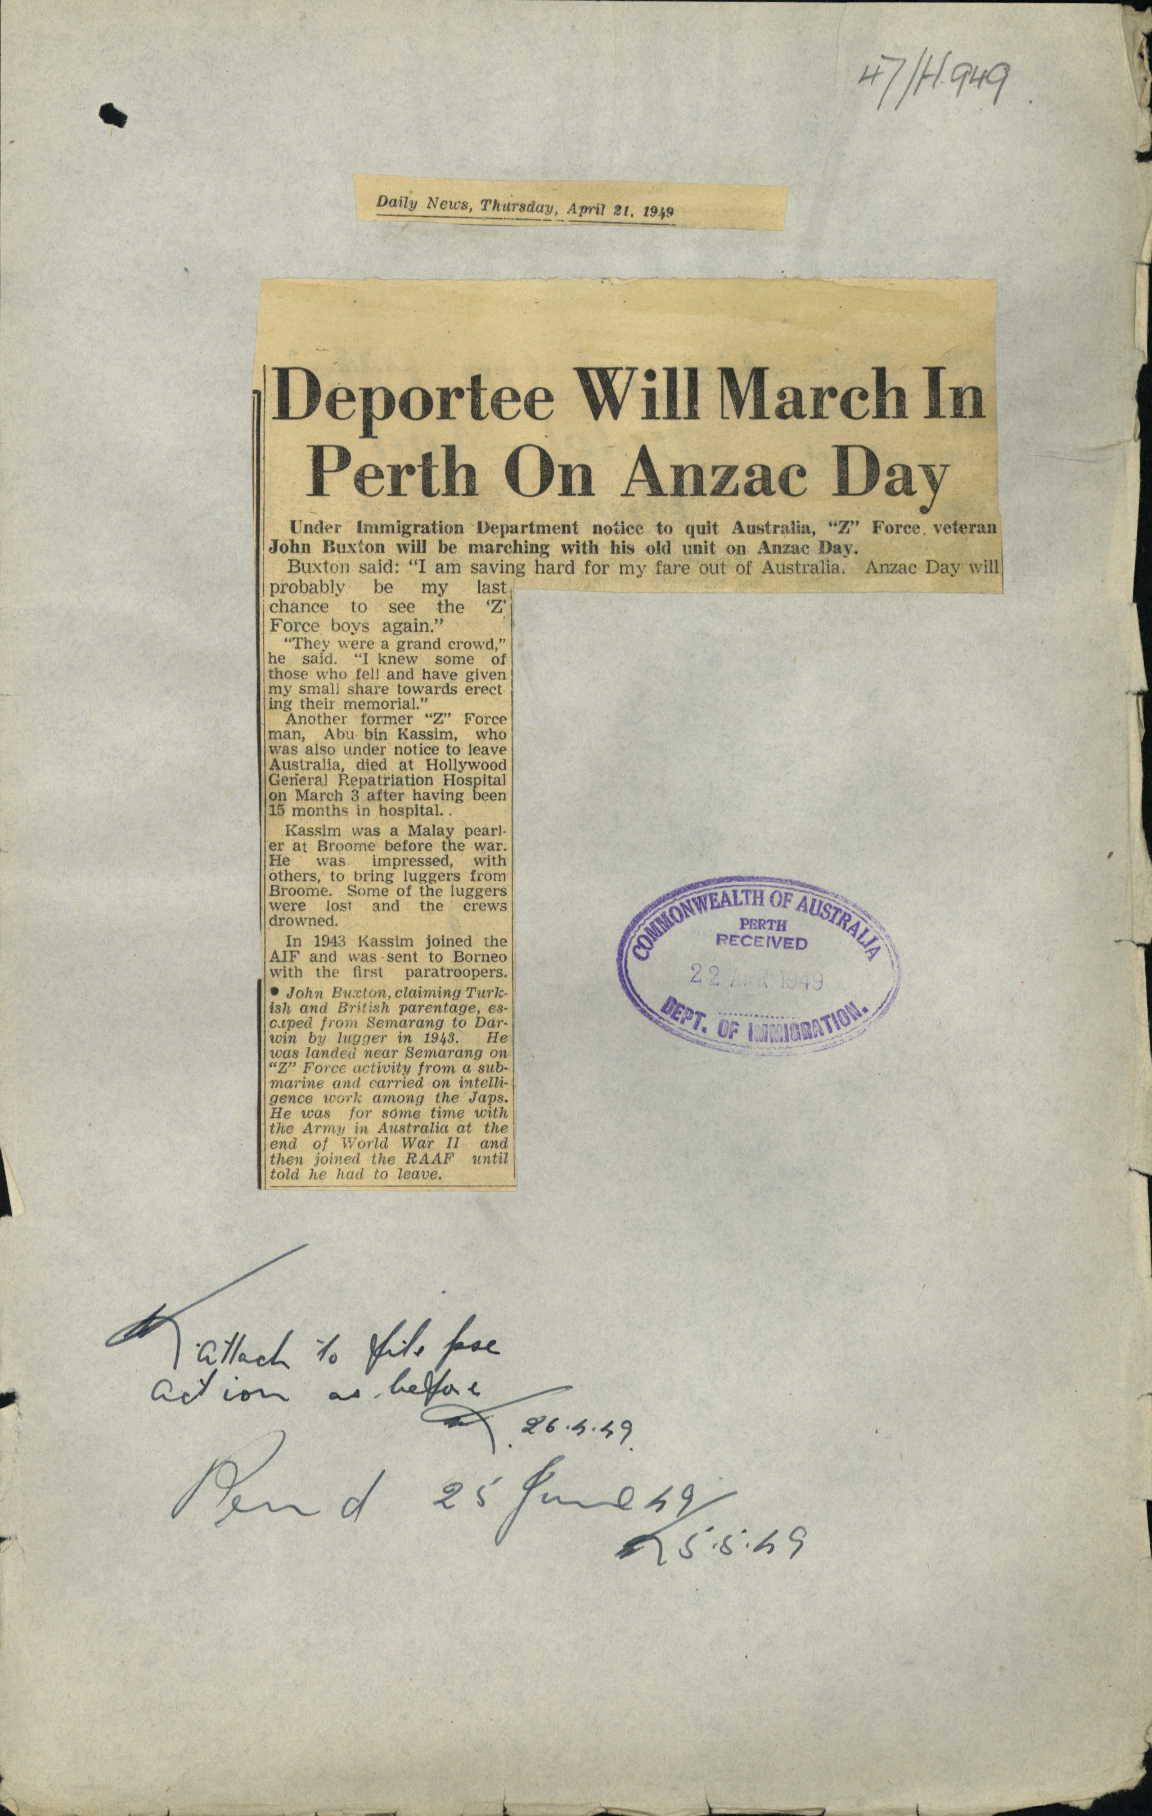 47/H.949
Daily News, Thursday, April 21, 1949
Deportee Will March In
Perth On Anzac Day
Under Immigration Department notice to quit Australia, “Z” Force veteran
John Buxton will be marching with his old unit on Anzac Day.
Buxton said: “I am saving hard for my fare out of Australia. Anzac Day will
probably be my last
chance to see the ‘Z’
Force boys again.”
“They were a grand crowd,”
he said. “I knew some of
those who fell and have given
my small share towards erect
ing their memorial.”
Another former “Z” Force
man, Abu bin Kassim, who
was also under notice to leave
Australia, died at Hollywood
General Repatriation Hospital
on March 3 after having been
15 months in hospital. .
Kassim was a Malay pearl-
er at Broome before the war.
He was impressed, with
others, to bring luggers from
Broome. Some of the luggers
were lost and the crews
drowned.
In 1943 Kassim joined the
AIF and was sent to Borneo
with the first paratroopers.
• John Buxton, claiming Turk-
ish and British parentage, es-
caped from Semarang to Dar-
win by lugger in 1943. He
was landed near Semarang on
“Z” Force activity from a sub-
marine and carried on intelli-
gence work among the Japs.
He was for some time with
the Army in Australia at the
end of World War II and
then joined the RAAF until
told he had to leave.
COMMONWEALTH OF AUSTRALIA
PERTH
RECEIVED
22 APR 1949
DEPT. OF IMMIGRATION.
attach to file pse
action as before
26.4.49.
25 June 49
5.5.49